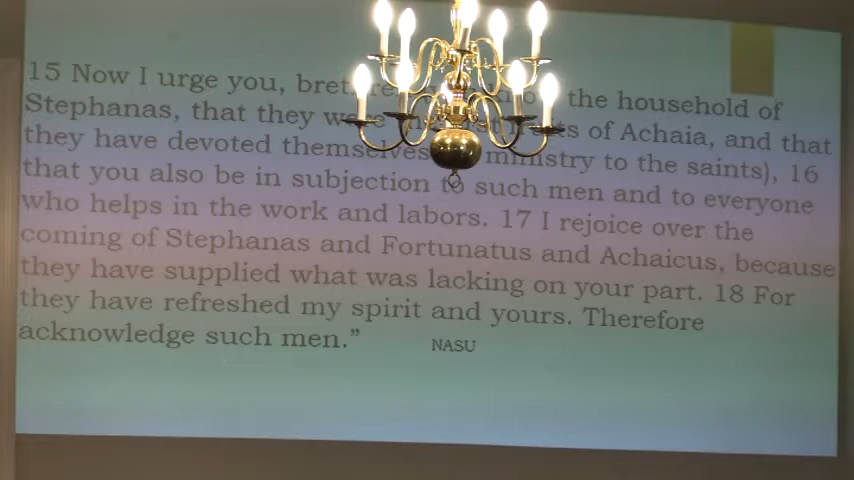 15 Now I urge you, the household of
Stephanas, that they of Achaia, and that
they have devoted themselves ministry to the saints), 16
that you also be in subjection to such men and to everyone
who helps in the work and labors. 17 I rejoice over the
coming of Stephanas and Fortunatus and Achaicus, because
they have supplied what was lacking on your part. 18 For
they have refreshed my spirit and yours. Therefore
acknowledge such men.”
NASU